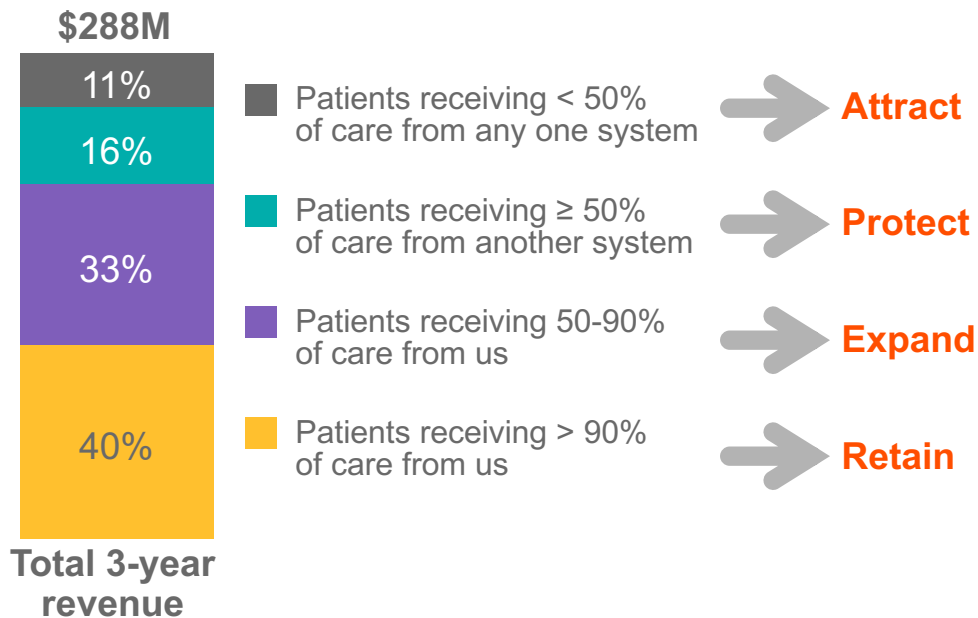 $288M
11%
16%
33%
40%
Total 3-year
revenue
Patients receiving < 50%
of care from any one system
Attract
Patients receiving ≥ 50%
of care from another system
Protect
Patients receiving 50-90%
of care from us
Expand
Patients receiving > 90%
of care from us
Retain